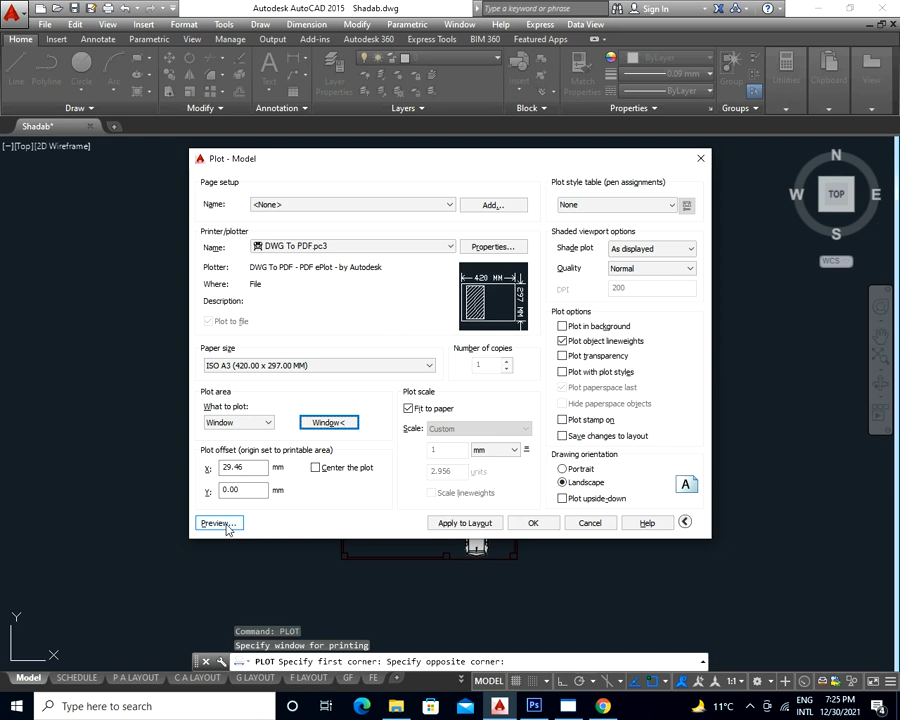 Autodesk AutoCAD 2015 Shadab.dwg
Type a keyword or phrase
Sign In
File Edit View Insert Format Tools Draw Dimension Modify Parametric Window Help Express Data View
Home Insert Annotate Parametric View Manage Output Add-ins Autodesk 360 Express Tools BIM 360 Featured Apps
Line Polyline Circle Arc Text Layer Properties Insert Match Properties Group Utilities Clipboard View
ByLayer
0.09 mm
ByLayer
Draw Modify Annotation Layers Block Properties Groups
Shadab*
[−][Top][2D Wireframe]
Plot - Model
Page setup
Name: <None> Add...
Printer/plotter
Name: DWG To PDF.pc3 Properties...
Plotter: DWG To PDF - PDF ePlot - by Autodesk
Where: File
Description:
Plot to file
420 MM
297 MM
Paper size
ISO A3 (420.00 x 297.00 MM)
Number of copies
1
Plot area
What to plot:
Window Window<
Plot offset (origin set to printable area)
X: 29.46 mm Center the plot
Y: 0.00 mm
Plot scale
Fit to paper
Scale: Custom
1 mm =
2.956 units
Scale lineweights
Plot style table (pen assignments)
None
Shaded viewport options
Shade plot As displayed
Quality Normal
DPI 200
Plot options
Plot in background
Plot object lineweights
Plot transparency
Plot with plot styles
Plot paperspace last
Hide paperspace objects
Plot stamp on
Save changes to layout
Drawing orientation
Portrait
Landscape
Plot upside-down
A
Preview... Apply to Layout OK Cancel Help
N
W TOP E
S
WCS
Y
X
Command: PLOT
Specify window for printing
PLOT Specify first corner: Specify opposite corner:
Model SCHEDULE P A LAYOUT C A LAYOUT G LAYOUT F LAYOUT GF FE +
MODEL 1:1
Type here to search
11°C
ENG
INTL
7:25 PM
12/30/2021
4